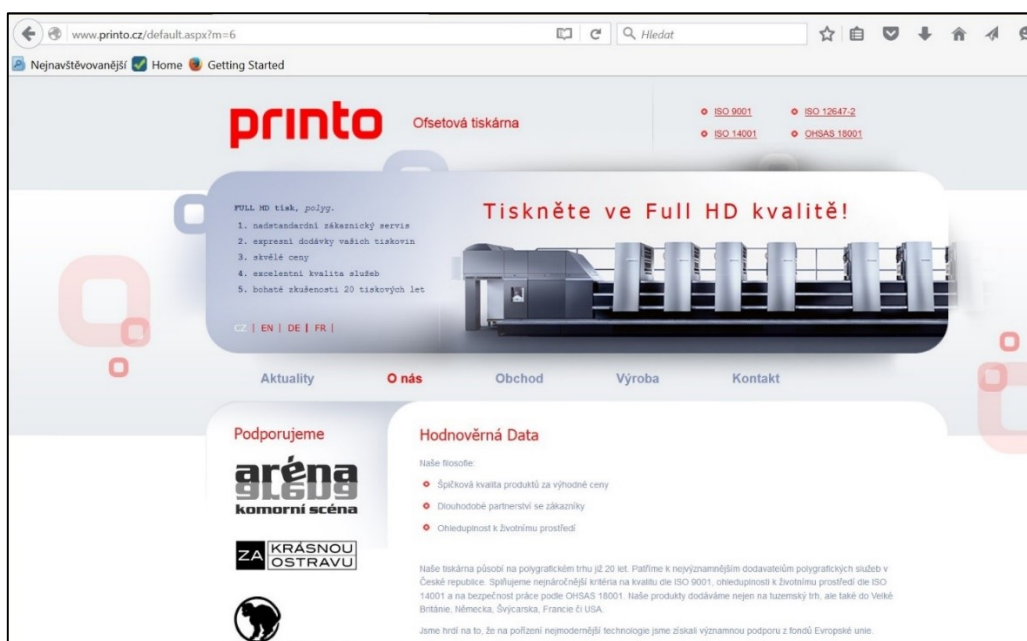 www.printo.cz/default.aspx?m=6
Hledat
Nejnavštěvovanější Home Getting Started
printo Ofsetová tiskárna
ISO 9001 ISO 12647-2
ISO 14001 OHSAS 18001
FULL HD tisk, polyg.
1. nadstandardní zákaznický servis
2. expresní dodávky vašich tiskovin
3. skvělé ceny
4. excelentní kvalita služeb
5. bohaté zkušenosti 20 tiskových let
CZ | EN | DE | FR |
Tiskněte ve Full HD kvalitě!
Aktuality O nás Obchod Výroba Kontakt
Podporujeme
aréna
komorní scéna
ZA KRÁSNOU
OSTRAVU
Hodnověrná Data
Naše filosofie:
Špičková kvalita produktů za výhodné ceny
Dlouhodobé partnerství se zákazníky
Ohleduplnost k životnímu prostředí
Naše tiskárna působí na polygrafickém trhu již 20 let. Patříme k nejvýznamnějším dodavatelům polygrafických služeb v
České republice. Splňujeme nejnáročnější kritéria na kvalitu dle ISO 9001, ohleduplnosti k životnímu prostředí dle ISO
14001 a na bezpečnost práce podle OHSAS 18001. Naše produkty dodáváme nejen na tuzemský trh, ale také do Velké
Británie, Německa, Švýcarska, Francie či USA.
Jsme hrdí na to, že na pořízení nejmodernější technologie jsme získali významnou podporu z fondů Evropské unie.